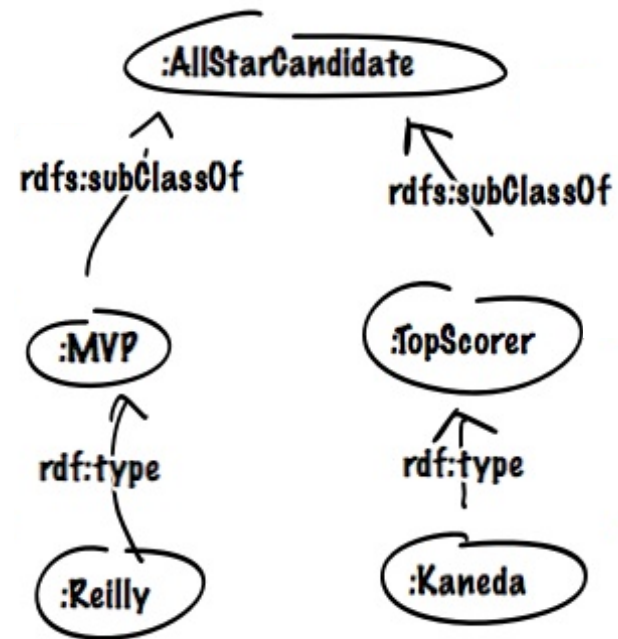 :AllStarCandidate
rdfs:subClassOf
rdfs:subClassOf
:MVP
:TopScorer
rdf:type
rdf:type
:Reilly
:Kaneda